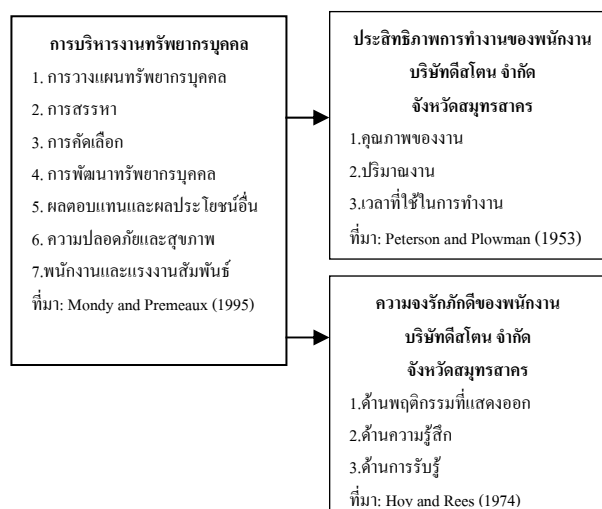 การบริหารงานทรัพยากรบุคคล
1. การวางแผนทรัพยากรบุคคล
2. การสรรหา
3. การคัดเลือก
4. การพัฒนาทรัพยากรบุคคล
5. ผลตอบแทนและผลประโยชน์อื่น
6. ความปลอดภัยและสุขภาพ
7.พนักงานและแรงงานสัมพันธ์
ที่มา: Mondy and Premeaux (1995)
ประสิทธิภาพการทำงานของพนักงาน
บริษัทดีสโตน จำกัด
จังหวัดสมุทรสาคร
1.คุณภาพของงาน
2.ปริมาณงาน
3.เวลาที่ใช้ในการทำงาน
ที่มา: Peterson and Plowman (1953)
ความจงรักภักดีของพนักงาน
บริษัทดีสโตน จำกัด
จังหวัดสมุทรสาคร
1.ด้านพฤติกรรมที่แสดงออก
2.ด้านความรู้สึก
3.ด้านการรับรู้
ที่มา: Hoy and Rees (1974)